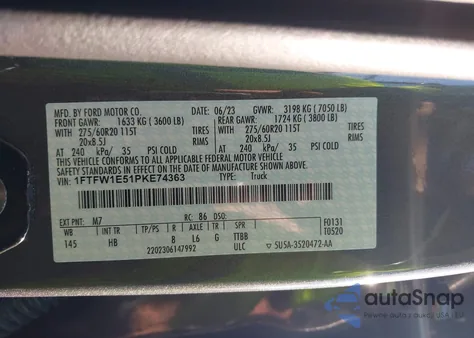 MFD. BY FORD MOTOR CO.
06/23 GVWR: 3198 KG (7050 LB)
FRONT GAWR: 1633 KG (3600 LB) REAR GAWR: 1724 KG (3800 LB)
WITH 275/60R20 115T TIRES WITH 275/60R20 115T TIRES
20x8.5J RIMS 20x8.5J RIMS
AT 240 kPa/ 35 PSI COLD AT 240 kPa/ 35 PSI COLD
THIS VEHICLE CONFORMS TO ALL APPLICABLE FEDERAL MOTOR VEHICLE
SAFETY STANDARDS IN EFFECT ON THE DATE OF MANUFACTURE SHOWN ABOVE.
VIN: 1FTFW1E51PKE74363 TYPE: Truck
EXT PNT: M7 RC: 86 DSO: F0131
WB INT TR TP/PS R AXLE TR SPR T0520
145 HB B L6 G TTBB
2202306147992 ULC 5U5A-3520472-AA
autoSnap